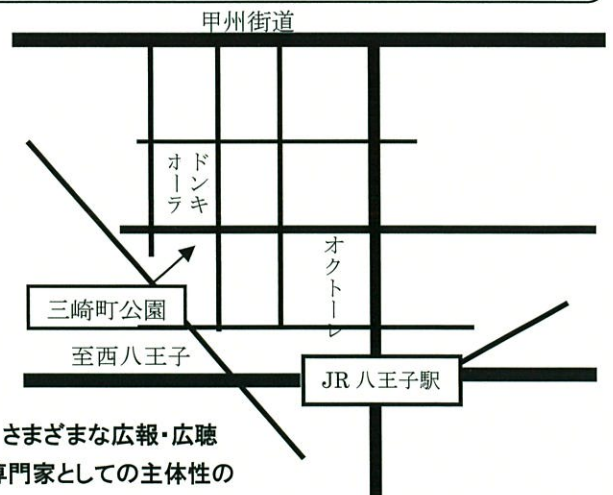 甲州街道
ドンキ
オーラ
オクトーレ
三崎町公園
至西八王子
JR 八王子駅
さまざまな広報・広聴
専門家としての主体性の